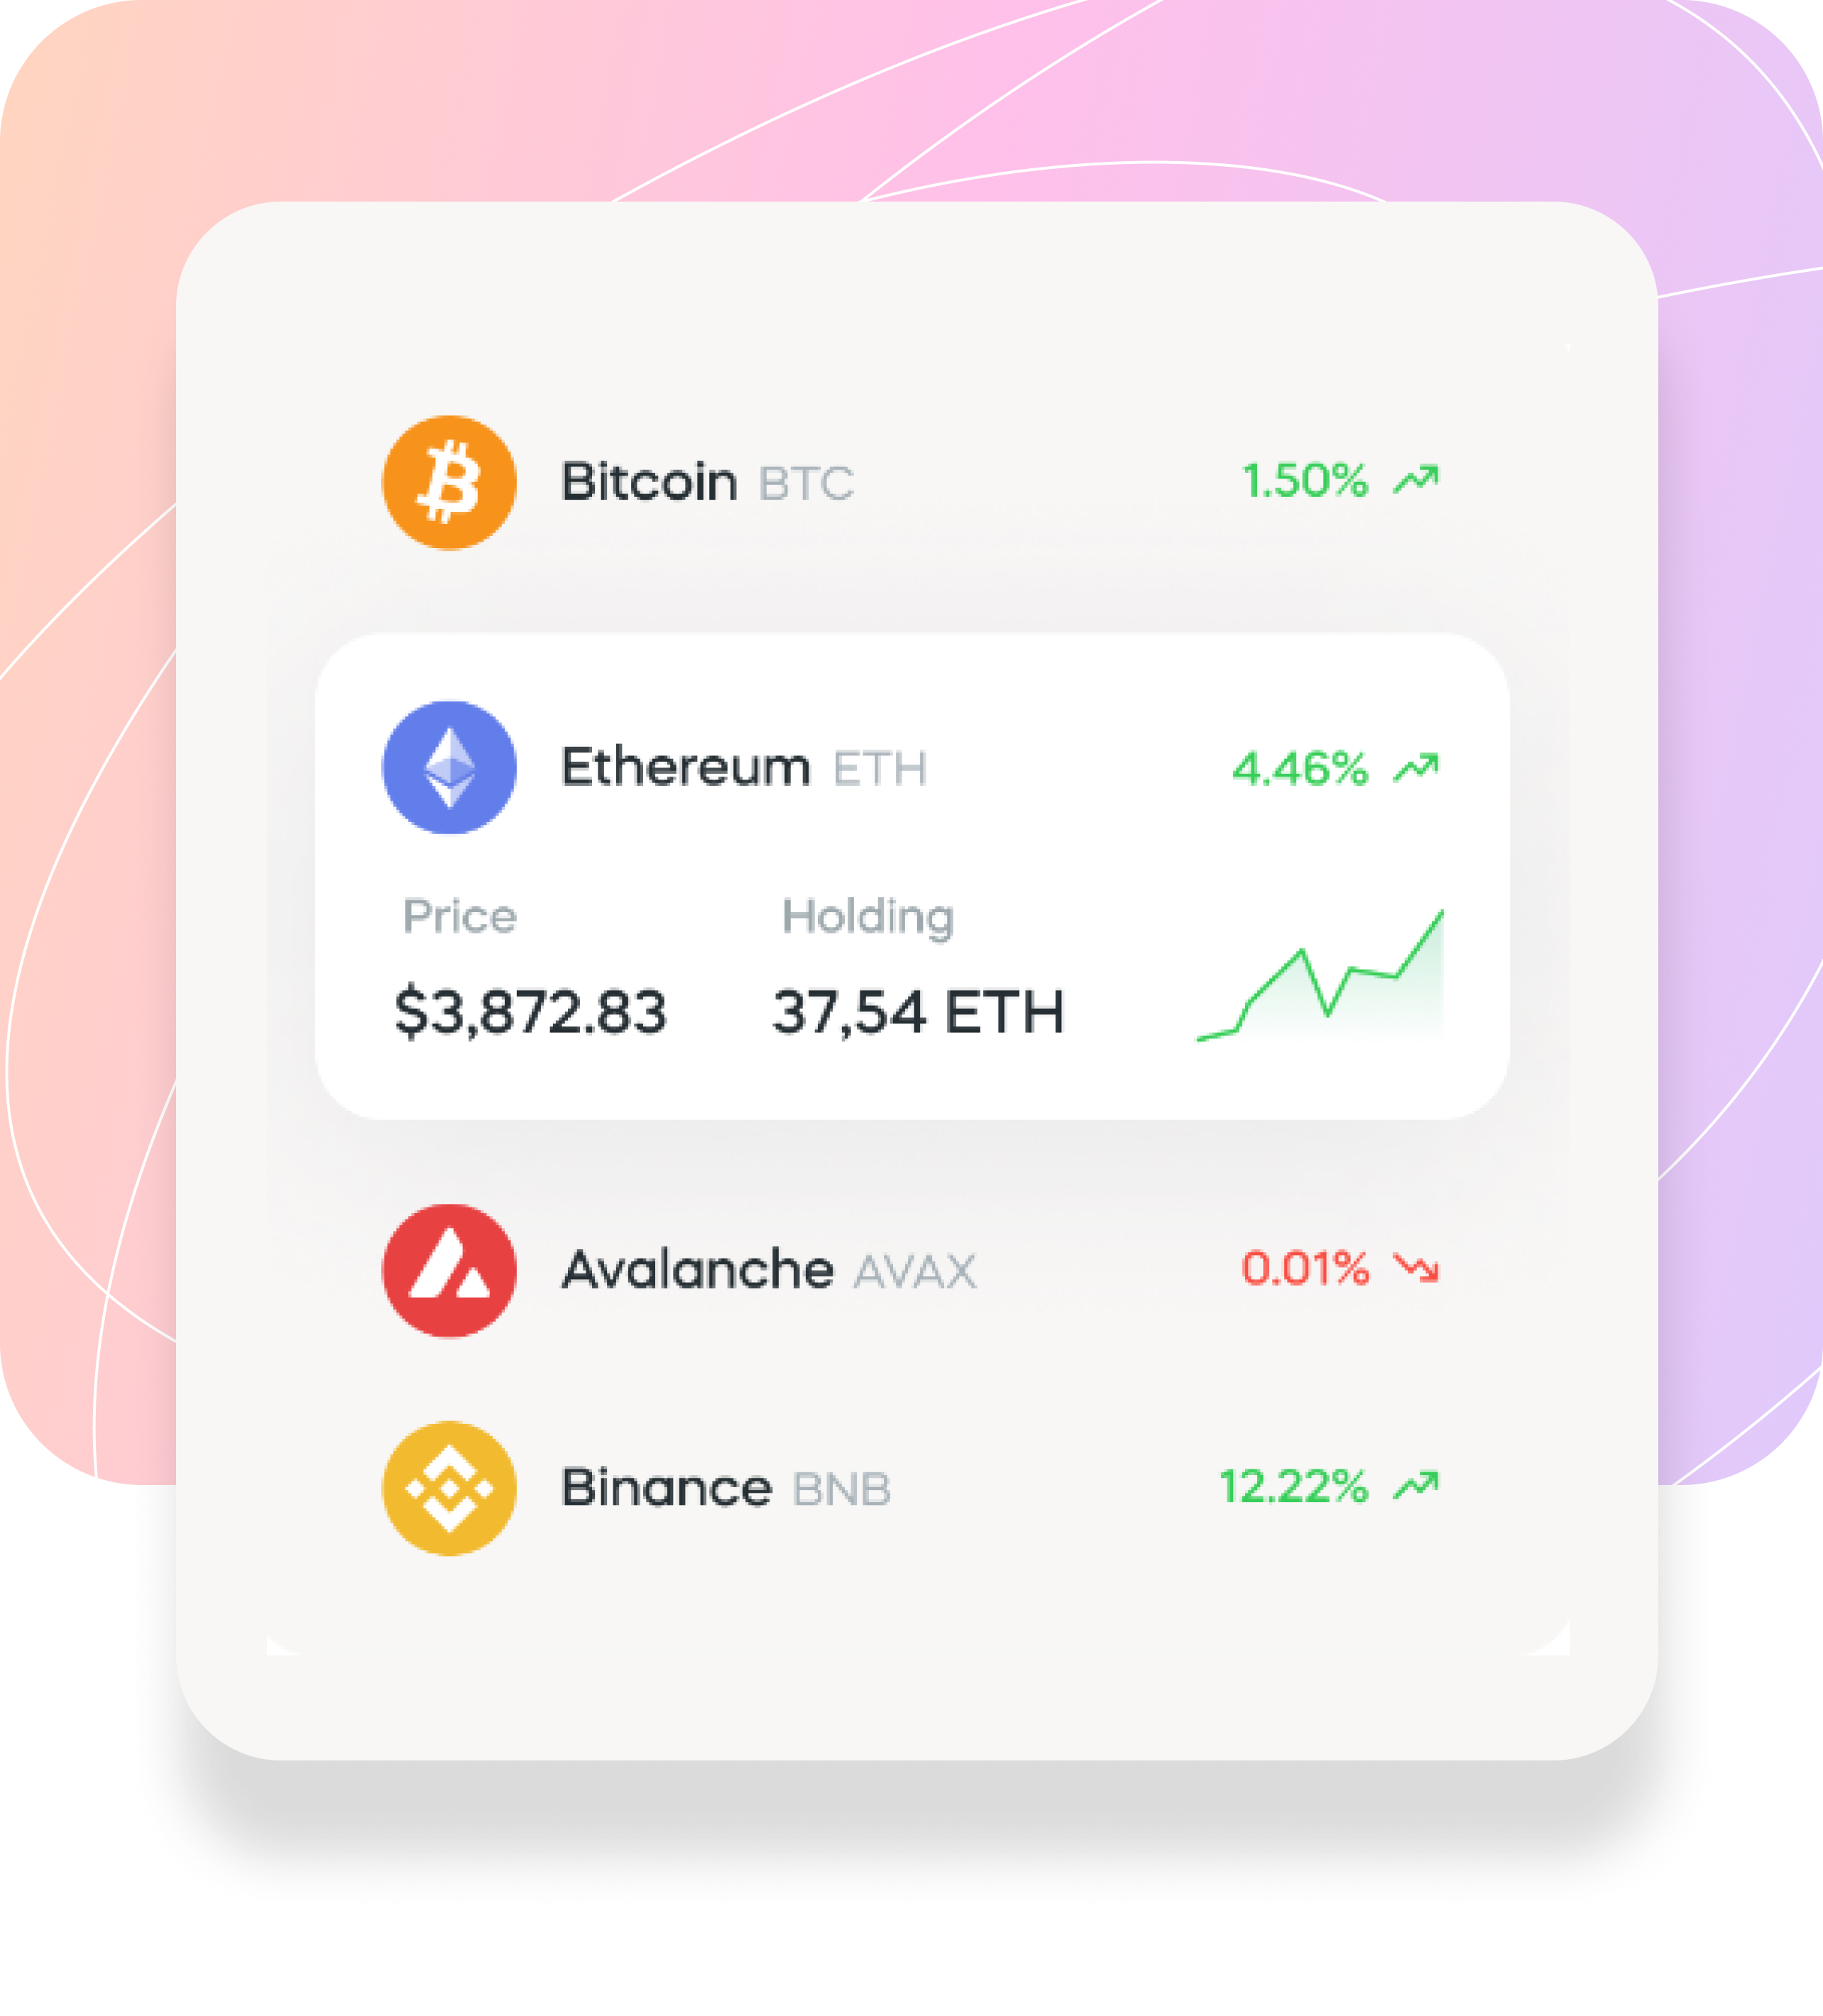 Bitcoin BTC 1.50%
Ethereum ETH 4.46%
Price Holding
$3,872.83 37,54 ETH
Avalanche AVAX 0.01%
Binance BNB 12.22%